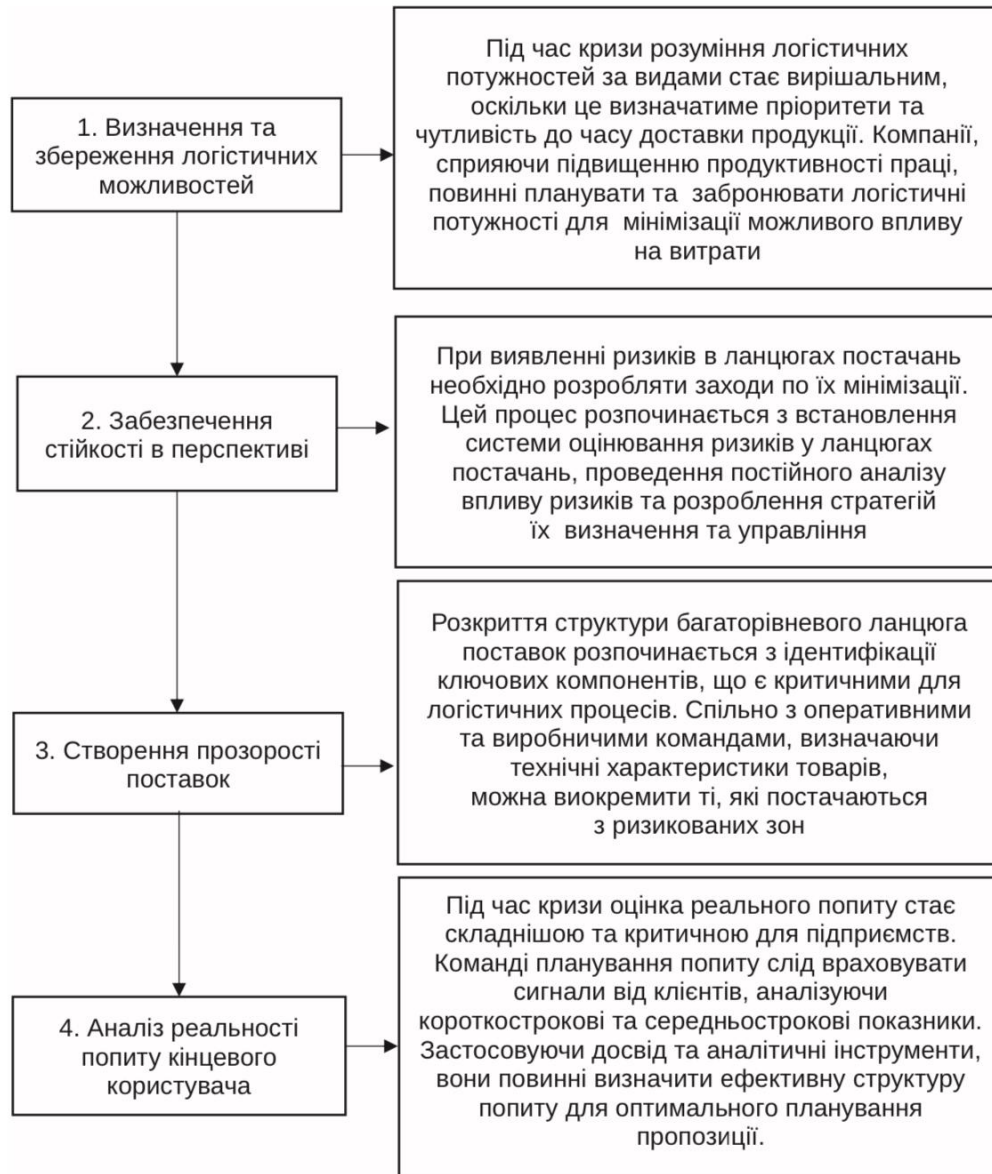 1. Визначення та
збереження логістичних
можливостей
Під час кризи розуміння логістичних
потужностей за видами стає вирішальним,
оскільки це визначатиме пріоритети та
чутливість до часу доставки продукції. Компанії,
сприяючи підвищенню продуктивності праці,
повинні планувати та забронювати логістичні
потужності для мінімізації можливого впливу
на витрати
2. Забезпечення
стійкості в перспективі
При виявленні ризиків в ланцюгах постачань
необхідно розробляти заходи по їх мінімізації.
Цей процес розпочинається з встановлення
системи оцінювання ризиків у ланцюгах
постачань, проведення постійного аналізу
впливу ризиків та розроблення стратегій
їх визначення та управління
3. Створення прозорості
поставок
Розкриття структури багаторівневого ланцюга
поставок розпочинається з ідентифікації
ключових компонентів, що є критичними для
логістичних процесів. Спільно з оперативними
та виробничими командами, визначаючи
технічні характеристики товарів,
можна виокремити ті, які постачаються
з ризикованих зон
4. Аналіз реальності
попиту кінцевого
користувача
Під час кризи оцінка реального попиту стає
складнішою та критичною для підприємств.
Команді планування попиту слід враховувати
сигнали від клієнтів, аналізуючи
короткострокові та середньострокові показники.
Застосовуючи досвід та аналітичні інструменти,
вони повинні визначити ефективну структуру
попиту для оптимального планування
пропозиції.